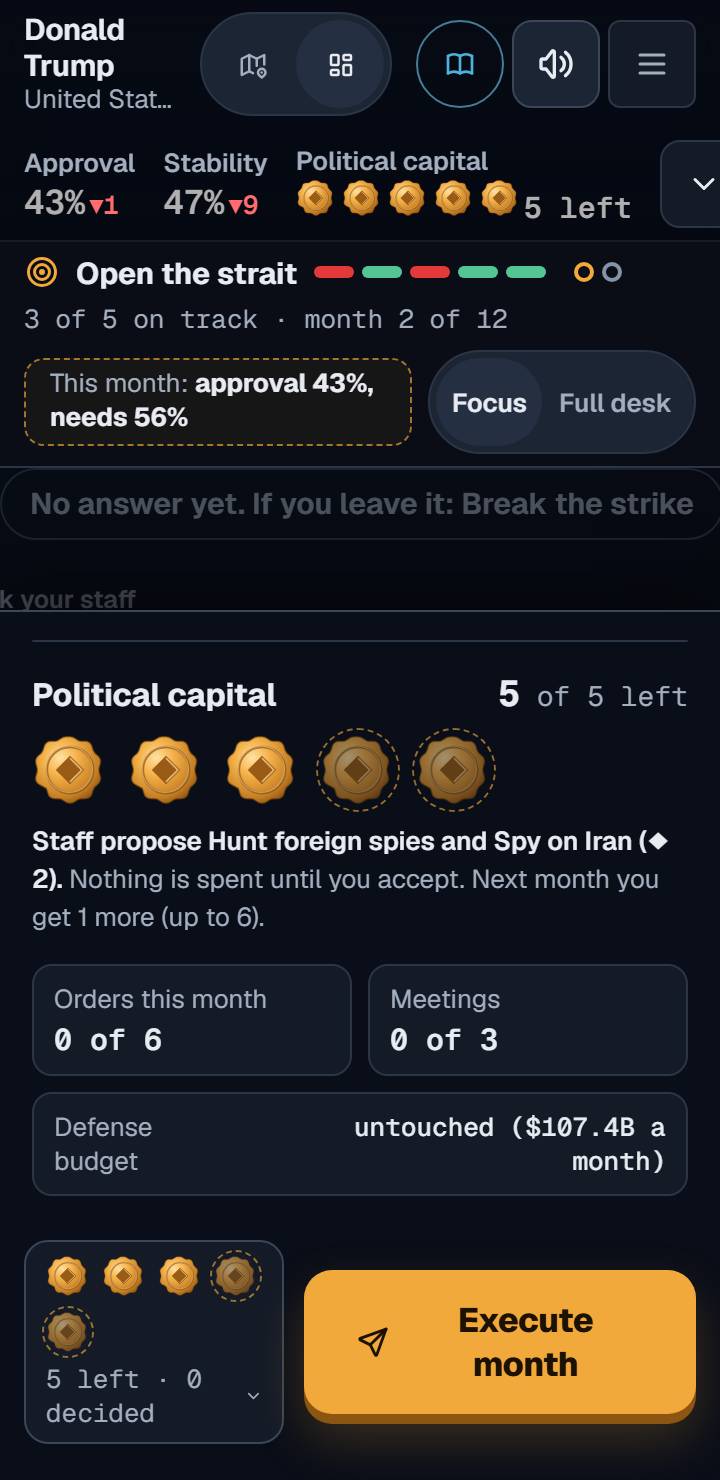 Donald
Trump
United Stat…
Approval
43%▾1
Stability
47%▾9
Political capital
5 left
Open the strait
3 of 5 on track · month 2 of 12
This month: approval 43%,
needs 56%
Focus
Full desk
No answer yet. If you leave it: Break the strike
k your staff
Political capital
5 of 5 left
Staff propose Hunt foreign spies and Spy on Iran (◆
2). Nothing is spent until you accept. Next month you
get 1 more (up to 6).
Orders this month
0 of 6
Meetings
0 of 3
Defense
budget
untouched ($107.4B a
month)
5 left · 0
decided
Execute
month